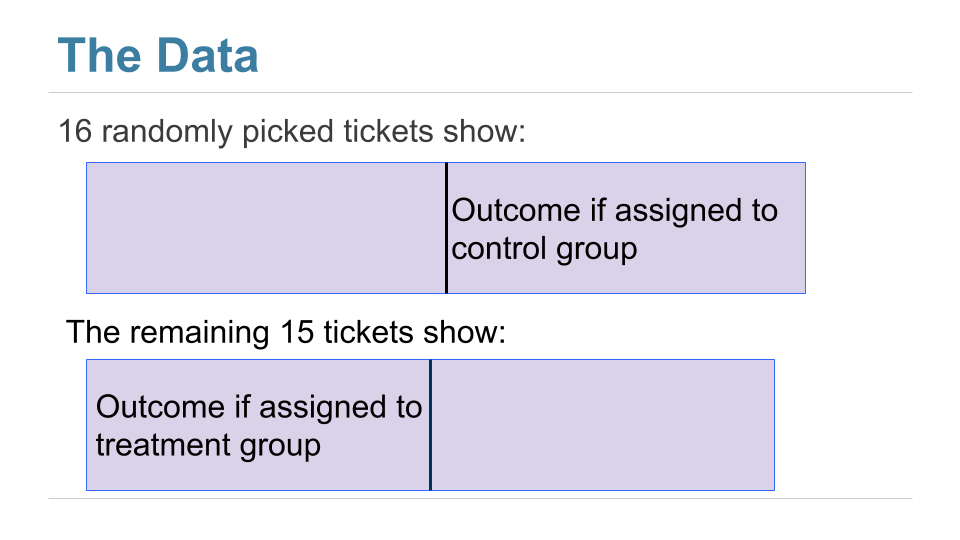 The Data
16 randomly picked tickets show:
Outcome if assigned to
control group
The remaining 15 tickets show:
Outcome if assigned to
treatment group